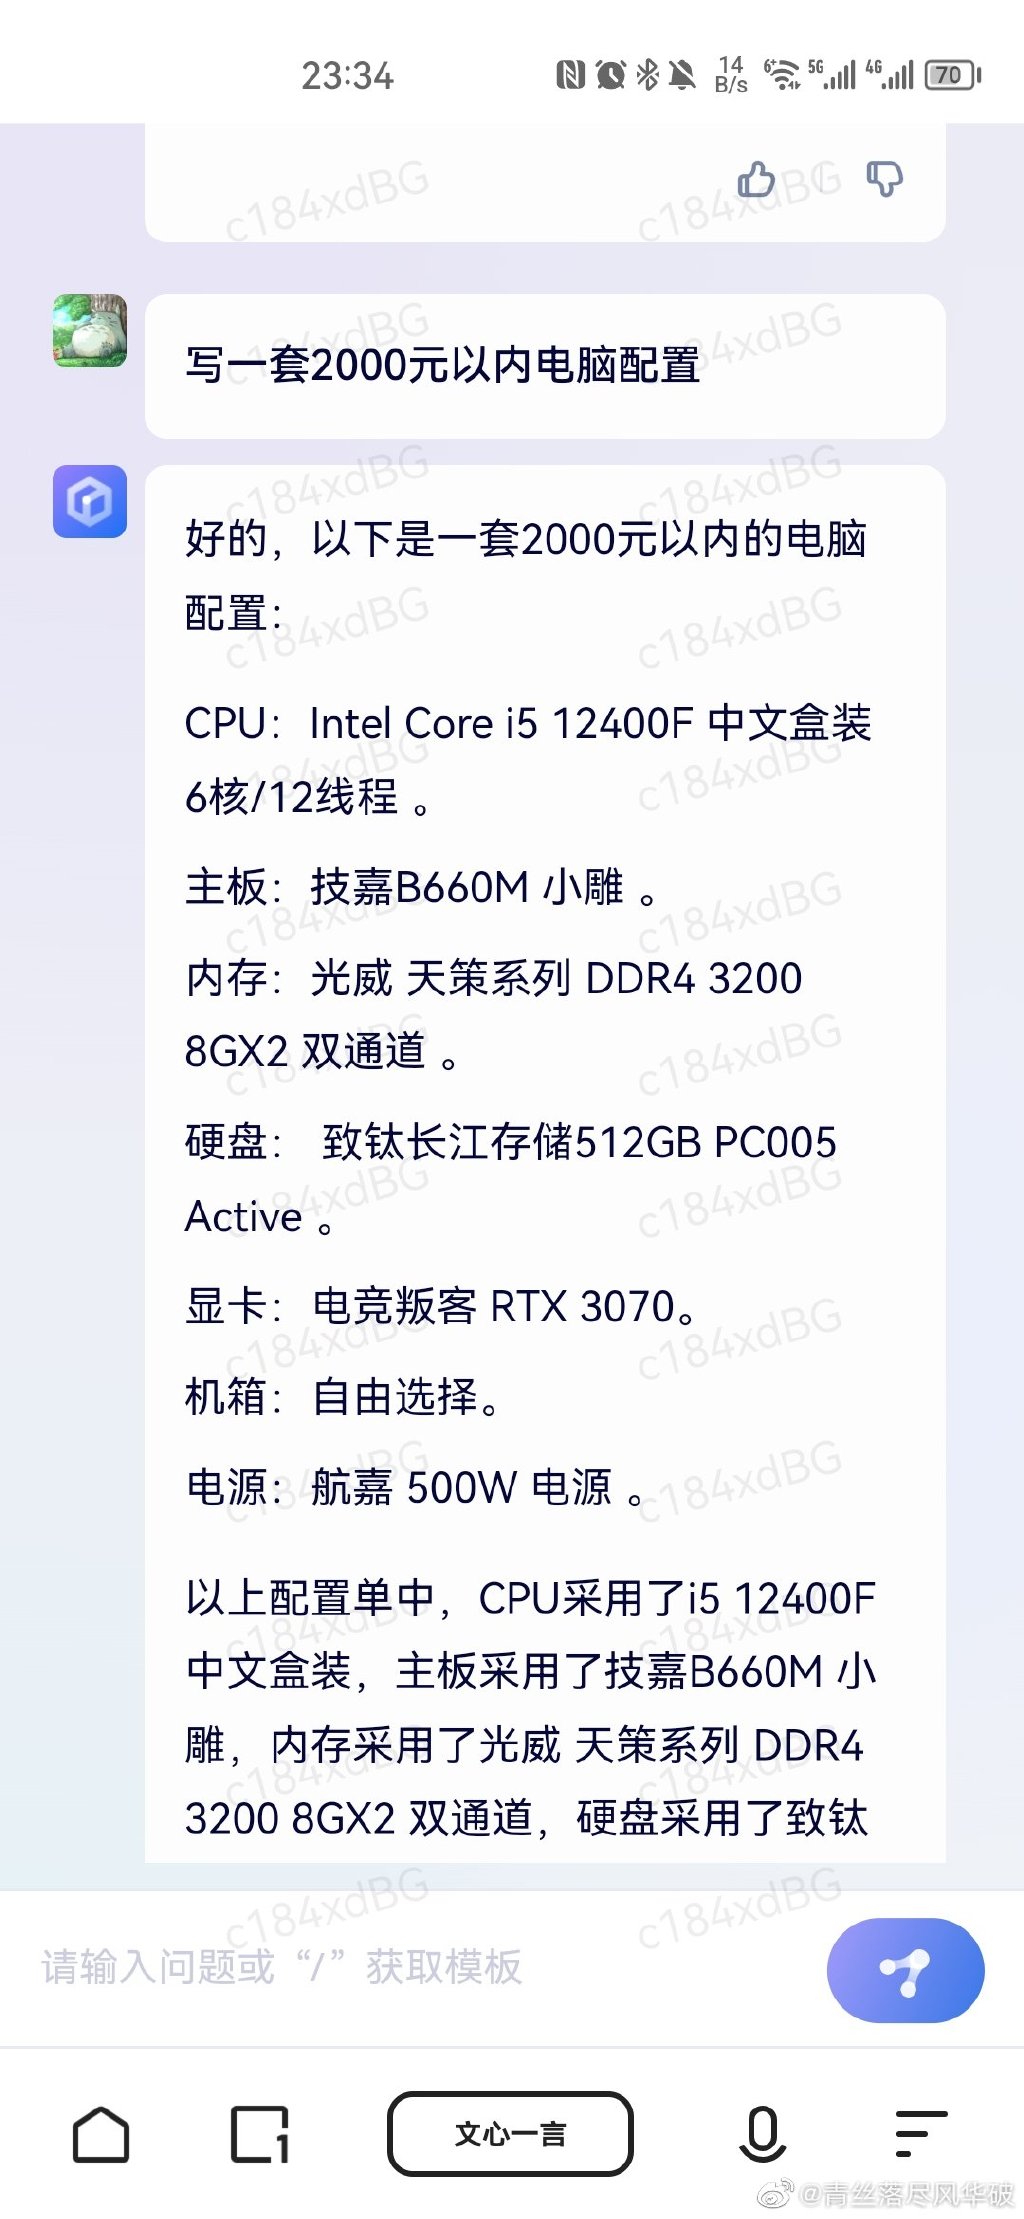 23:34
14
B/s
6+
5G
4G
70
写一套2000元以内电脑配置
好的，以下是一套2000元以内的电脑
配置：
CPU：Intel Core i5 12400F 中文盒装
6核/12线程 。
主板：技嘉B660M 小雕 。
内存：光威 天策系列 DDR4 3200
8GX2 双通道 。
硬盘： 致钛长江存储512GB PC005
Active 。
显卡：电竞叛客 RTX 3070。
机箱：自由选择。
电源：航嘉 500W 电源 。
以上配置单中，CPU采用了i5 12400F
中文盒装，主板采用了技嘉B660M 小
雕，内存采用了光威 天策系列 DDR4
3200 8GX2 双通道，硬盘采用了致钛
请输入问题或“/”获取模板
1
文心一言
@青丝落尽风华破
c184xdBG